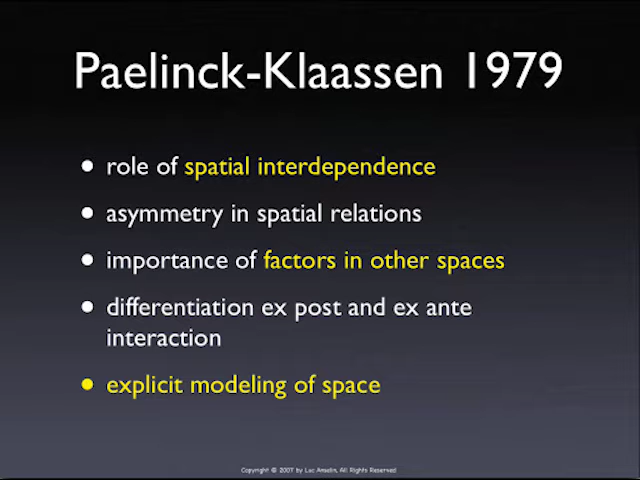 Paelinck-Klaassen 1979
• role of spatial interdependence
• asymmetry in spatial relations
• importance of factors in other spaces
• differentiation ex post and ex ante
interaction
• explicit modeling of space
Copyright © 2007 by Luc Anselin, All Rights Reserved